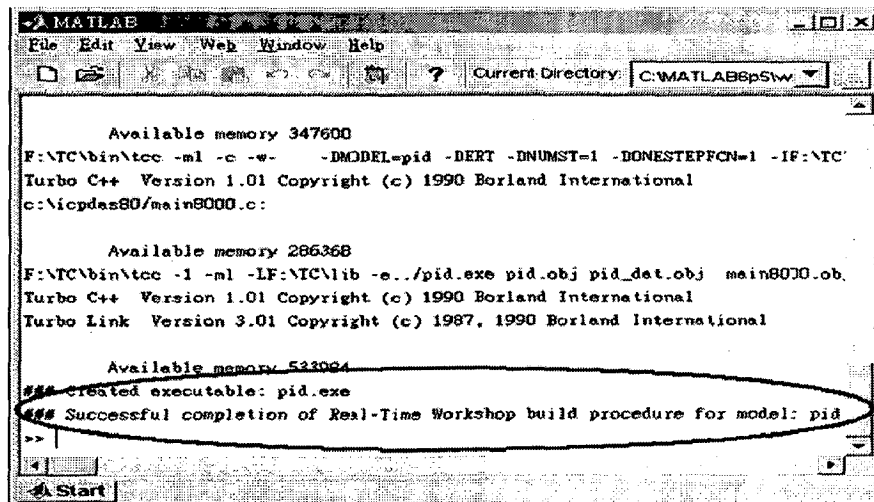 MATLAB
File Edit View Web Window Help
? Current Directory: C:\MATLAB6p5\w
Available memory 347600
F:\TC\bin\tcc -ml -c -w- -DMODEL=pid -DERT -DNUMST=1 -DONESTEPFCN=1 -IF:\TC
Turbo C++ Version 1.01 Copyright (c) 1990 Borland International
c:\icpdas80/main8000.c:
Available memory 286368
F:\TC\bin\tcc -1 -ml -LF:\TC\lib -e../pid.exe pid.obj pid_dat.obj main8000.ob
Turbo C++ Version 1.01 Copyright (c) 1990 Borland International
Turbo Link Version 3.01 Copyright (c) 1987, 1990 Borland International
Available memory
### Created executable: pid.exe
### Successful completion of Real-Time Workshop build procedure for model: pid
>>
Start